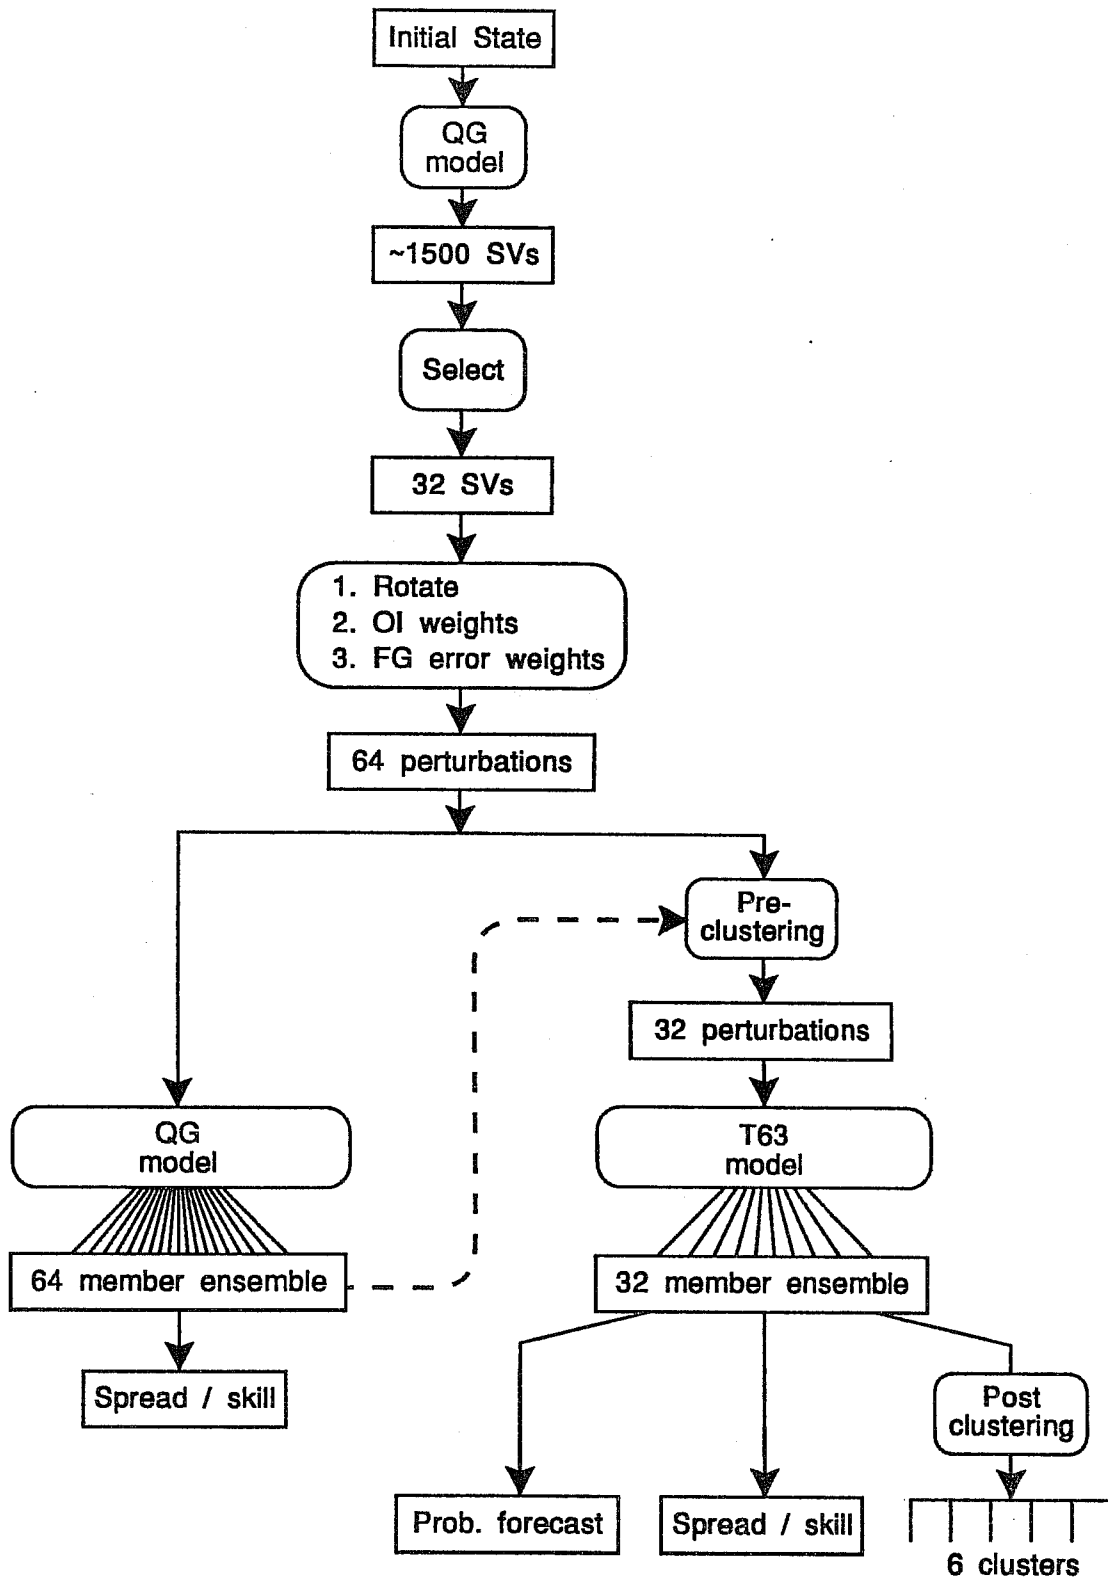 Initial State
QG
model
~1500 SVs
Select
32 SVs
1. Rotate
2. OI weights
3. FG error weights
64 perturbations
Pre-
clustering
32 perturbations
QG
model
T63
model
64 member ensemble
32 member ensemble
Spread / skill
Post
clustering
Prob. forecast
Spread / skill
6 clusters